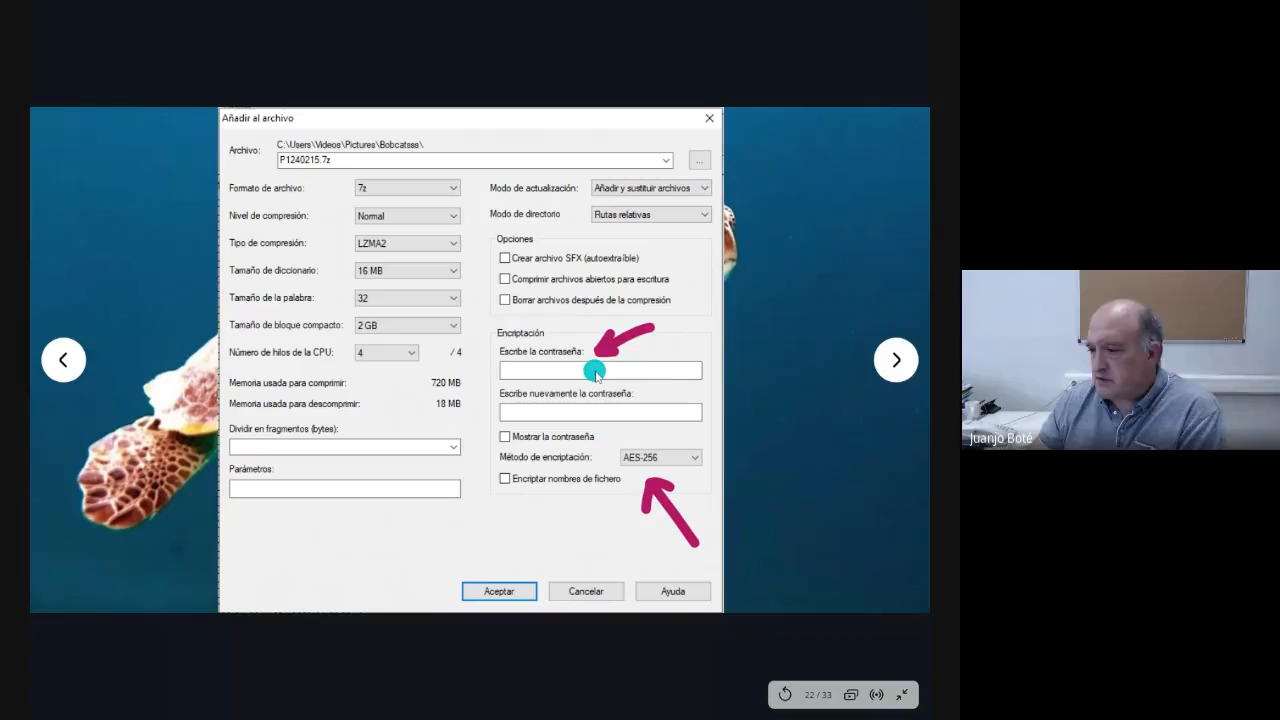 Añadir al archivo
Archivo:
C:\Users\Videos\Pictures\Bobcatsss\
P1240215.7z
...
Formato de archivo: 7z
Nivel de compresión: Normal
Tipo de compresión: LZMA2
Tamaño de diccionario: 16 MB
Tamaño de la palabra: 32
Tamaño de bloque compacto: 2 GB
Número de hilos de la CPU: 4 / 4
Memoria usada para comprimir: 720 MB
Memoria usada para descomprimir: 18 MB
Dividir en fragmentos (bytes):
Parámetros:
Modo de actualización: Añadir y sustituir archivos
Modo de directorio Rutas relativas
Opciones
Crear archivo SFX (autoextraíble)
Comprimir archivos abiertos para escritura
Borrar archivos después de la compresión
Encriptación
Escribe la contraseña:
Escribe nuevamente la contraseña:
Mostrar la contraseña
Método de encriptación: AES-256
Encriptar nombres de fichero
Aceptar Cancelar Ayuda
22 / 33
Juanjo Boté